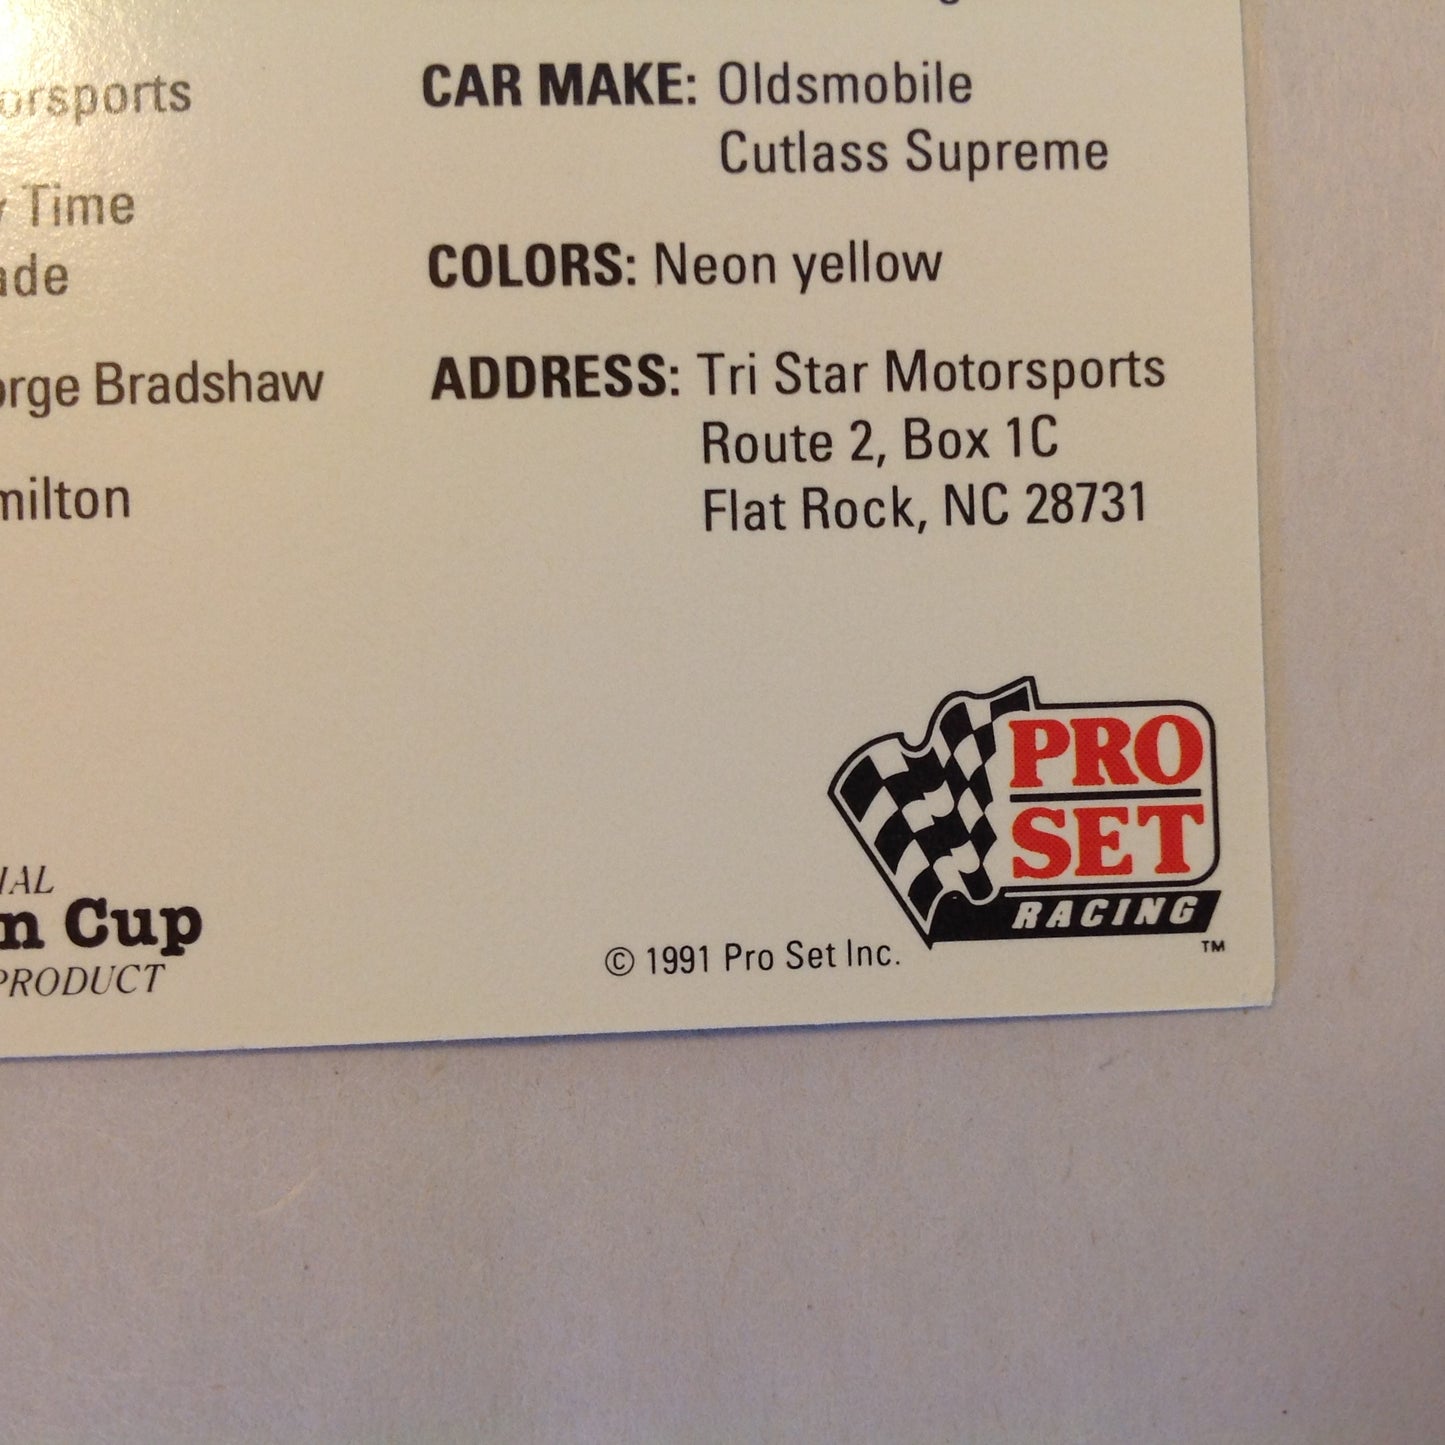 orsports
Time
ade
orge Bradshaw
milton
CAR MAKE: Oldsmobile
Cutlass Supreme
COLORS: Neon yellow
ADDRESS: Tri Star Motorsports
Route 2, Box 1C
Flat Rock, NC 28731
IAL
n Cup
PRODUCT
© 1991 Pro Set Inc.
PRO
SET
RACING
TM